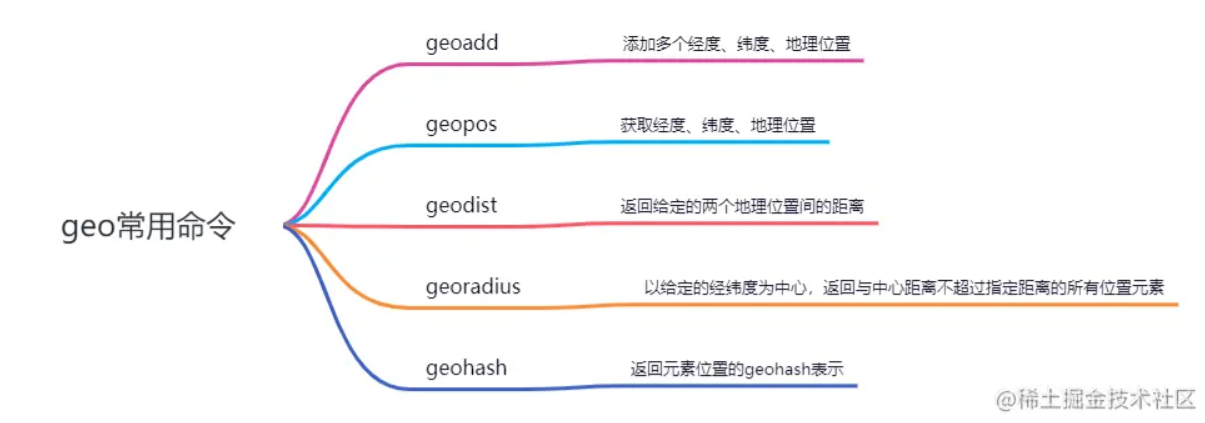 geo常用命令
geoadd
添加多个经度、纬度、地理位置
geopos
获取经度、纬度、地理位置
geodist
返回给定的两个地理位置间的距离
georadius
以给定的经纬度为中心，返回与中心距离不超过指定距离的所有位置元素
geohash
返回元素位置的geohash表示
@稀土掘金技术社区